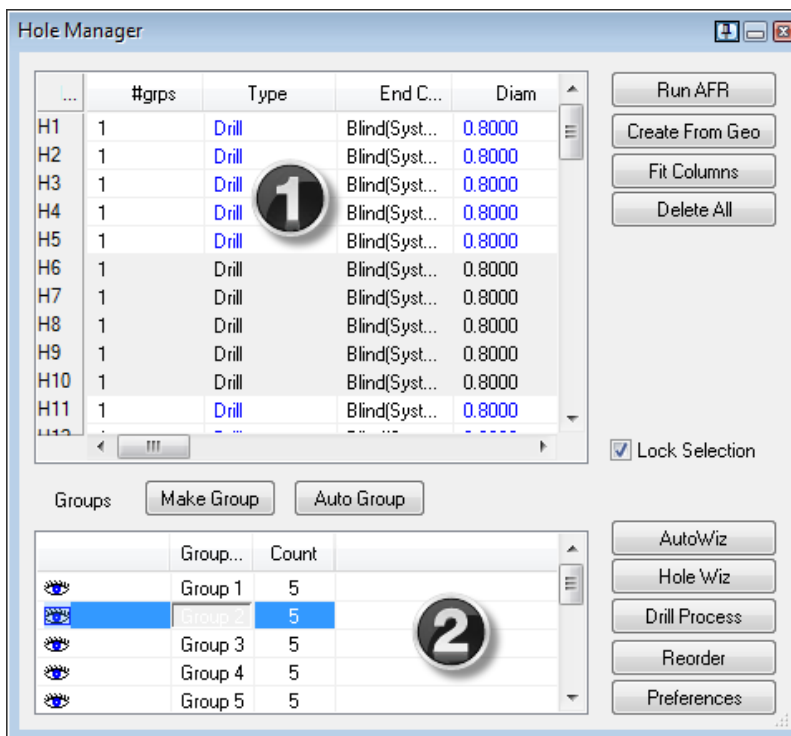 Hole Manager
... #grps Type End C... Diam
H1 1 Drill Blind(Syst... 0.8000
H2 1 Drill Blind(Syst... 0.8000
H3 1 Drill Blind(Syst... 0.8000
H4 1 Drill Blind(Syst... 0.8000
H5 1 Drill Blind(Syst... 0.8000
H6 1 Drill Blind(Syst... 0.8000
H7 1 Drill Blind(Syst... 0.8000
H8 1 Drill Blind(Syst... 0.8000
H9 1 Drill Blind(Syst... 0.8000
H10 1 Drill Blind(Syst... 0.8000
H11 1 Drill Blind(Syst... 0.8000
1
Run AFR
Create From Geo
Fit Columns
Delete All
Lock Selection
Groups Make Group Auto Group
Group... Count
Group 1 5
Group 2 5
Group 3 5
Group 4 5
Group 5 5
2
AutoWiz
Hole Wiz
Drill Process
Reorder
Preferences